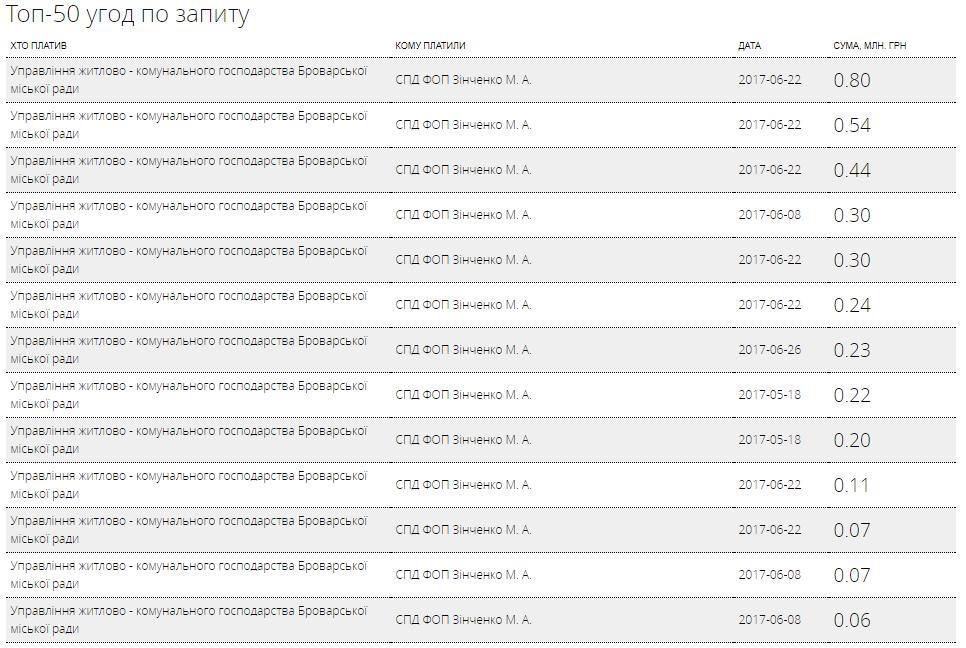 Топ-50 угод по запиту
ХТО ПЛАТИВ КОМУ ПЛАТИЛИ ДАТА СУМА, МЛН. ГРН
Управління житлово - комунального господарства Броварської
міської ради
СПД ФОП Зінченко М. А. 2017-06-22 0.80
Управління житлово - комунального господарства Броварської
міської ради
СПД ФОП Зінченко М. А. 2017-06-22 0.54
Управління житлово - комунального господарства Броварської
міської ради
СПД ФОП Зінченко М. А. 2017-06-22 0.44
Управління житлово - комунального господарства Броварської
міської ради
СПД ФОП Зінченко М. А. 2017-06-08 0.30
Управління житлово - комунального господарства Броварської
міської ради
СПД ФОП Зінченко М. А. 2017-06-22 0.30
Управління житлово - комунального господарства Броварської
міської ради
СПД ФОП Зінченко М. А. 2017-06-22 0.24
Управління житлово - комунального господарства Броварської
міської ради
СПД ФОП Зінченко М. А. 2017-06-26 0.23
Управління житлово - комунального господарства Броварської
міської ради
СПД ФОП Зінченко М. А. 2017-05-18 0.22
Управління житлово - комунального господарства Броварської
міської ради
СПД ФОП Зінченко М. А. 2017-05-18 0.20
Управління житлово - комунального господарства Броварської
міської ради
СПД ФОП Зінченко М. А. 2017-06-22 0.11
Управління житлово - комунального господарства Броварської
міської ради
СПД ФОП Зінченко М. А. 2017-06-22 0.07
Управління житлово - комунального господарства Броварської
міської ради
СПД ФОП Зінченко М. А. 2017-06-08 0.07
Управління житлово - комунального господарства Броварської
міської ради
СПД ФОП Зінченко М. А. 2017-06-08 0.06